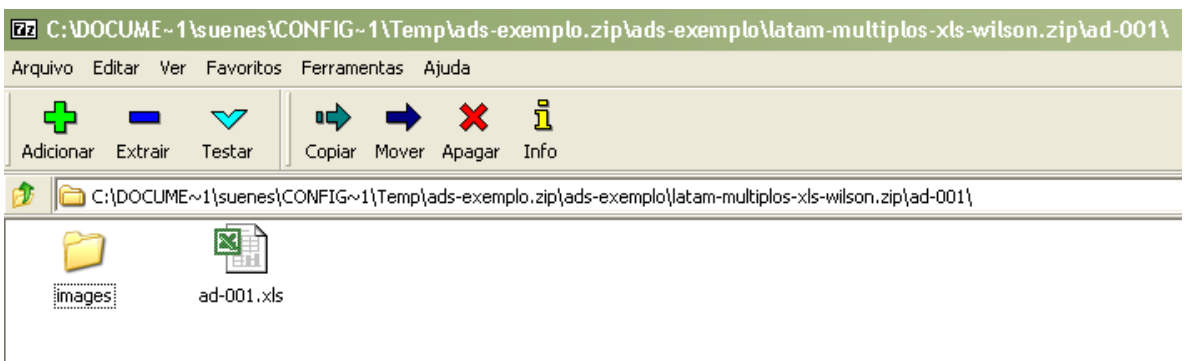 7z C:\DOCUME~1\suenes\CONFIG~1\Temp\ads-exemplo.zip\ads-exemplo\latam-multiplos-xls-wilson.zip\ad-001\
Arquivo Editar Ver Favoritos Ferramentas Ajuda
Adicionar Extrair Testar Copiar Mover Apagar Info
C:\DOCUME~1\suenes\CONFIG~1\Temp\ads-exemplo.zip\ads-exemplo\latam-multiplos-xls-wilson.zip\ad-001\
images ad-001.xls